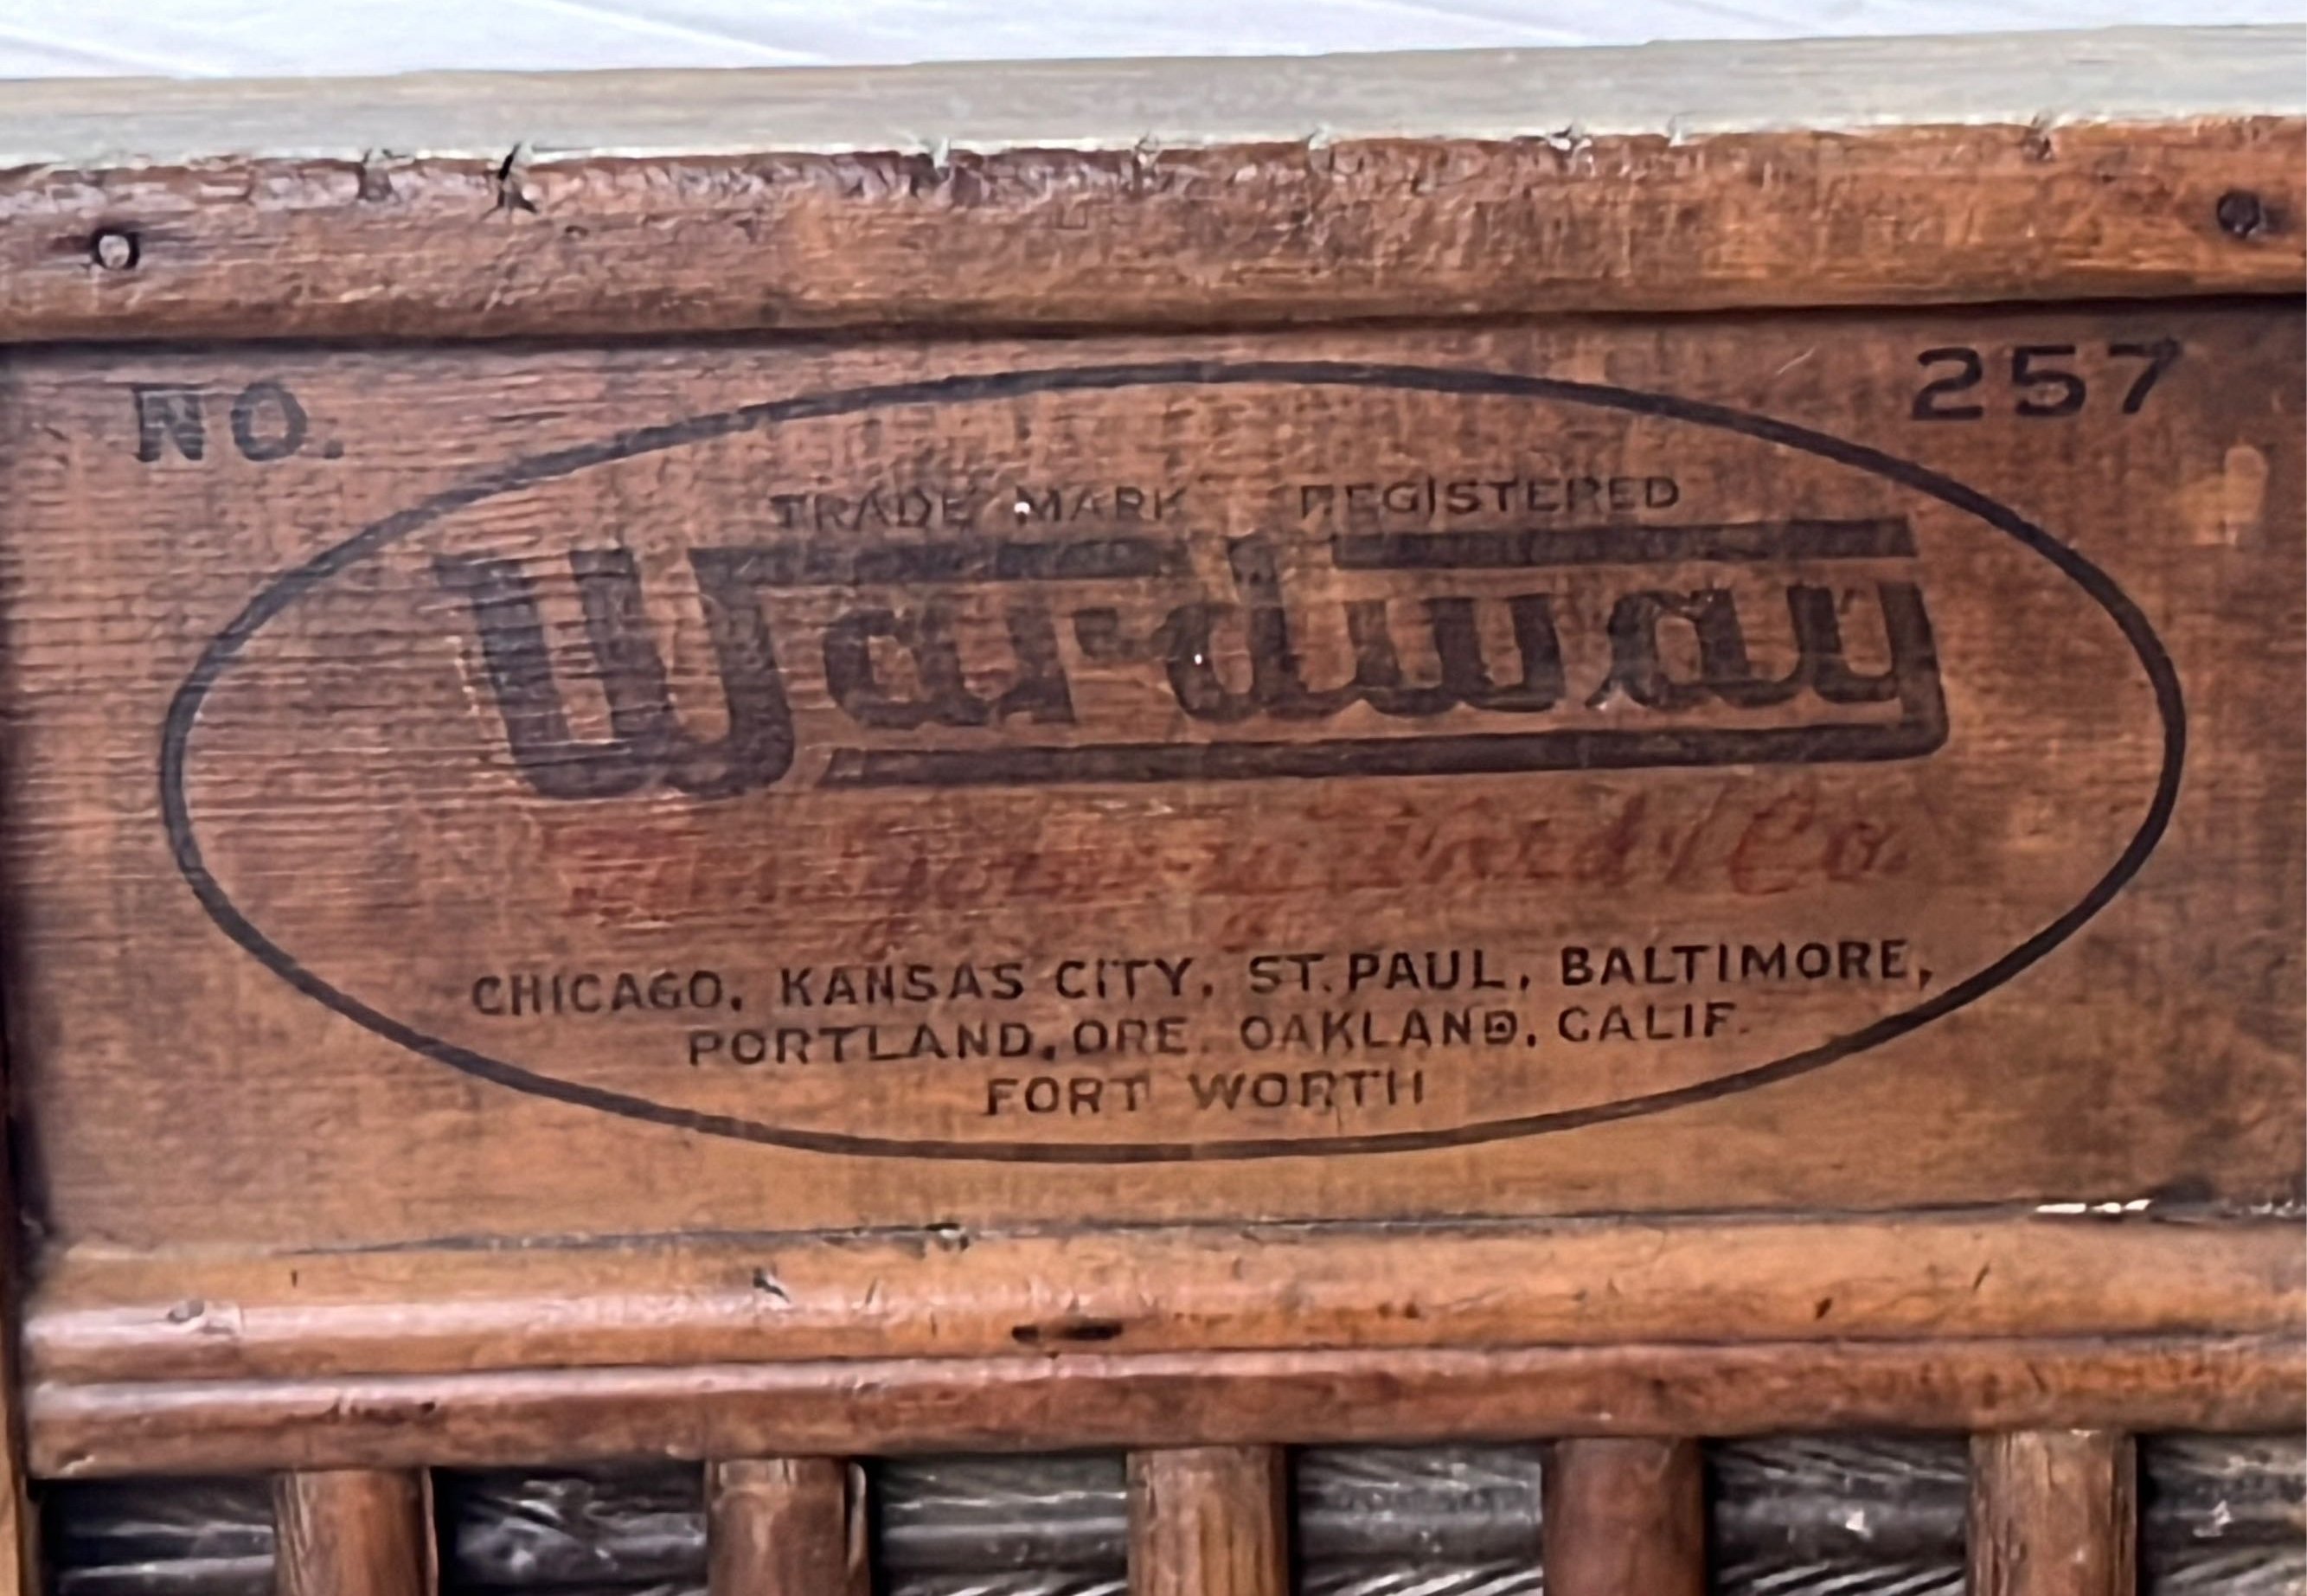 NO. 257
TRADE MARK REGISTERED
Wardway
Montgomery Ward & Co.
CHICAGO, KANSAS CITY, ST. PAUL, BALTIMORE,
PORTLAND, ORE. OAKLAND, CALIF.
FORT WORTH